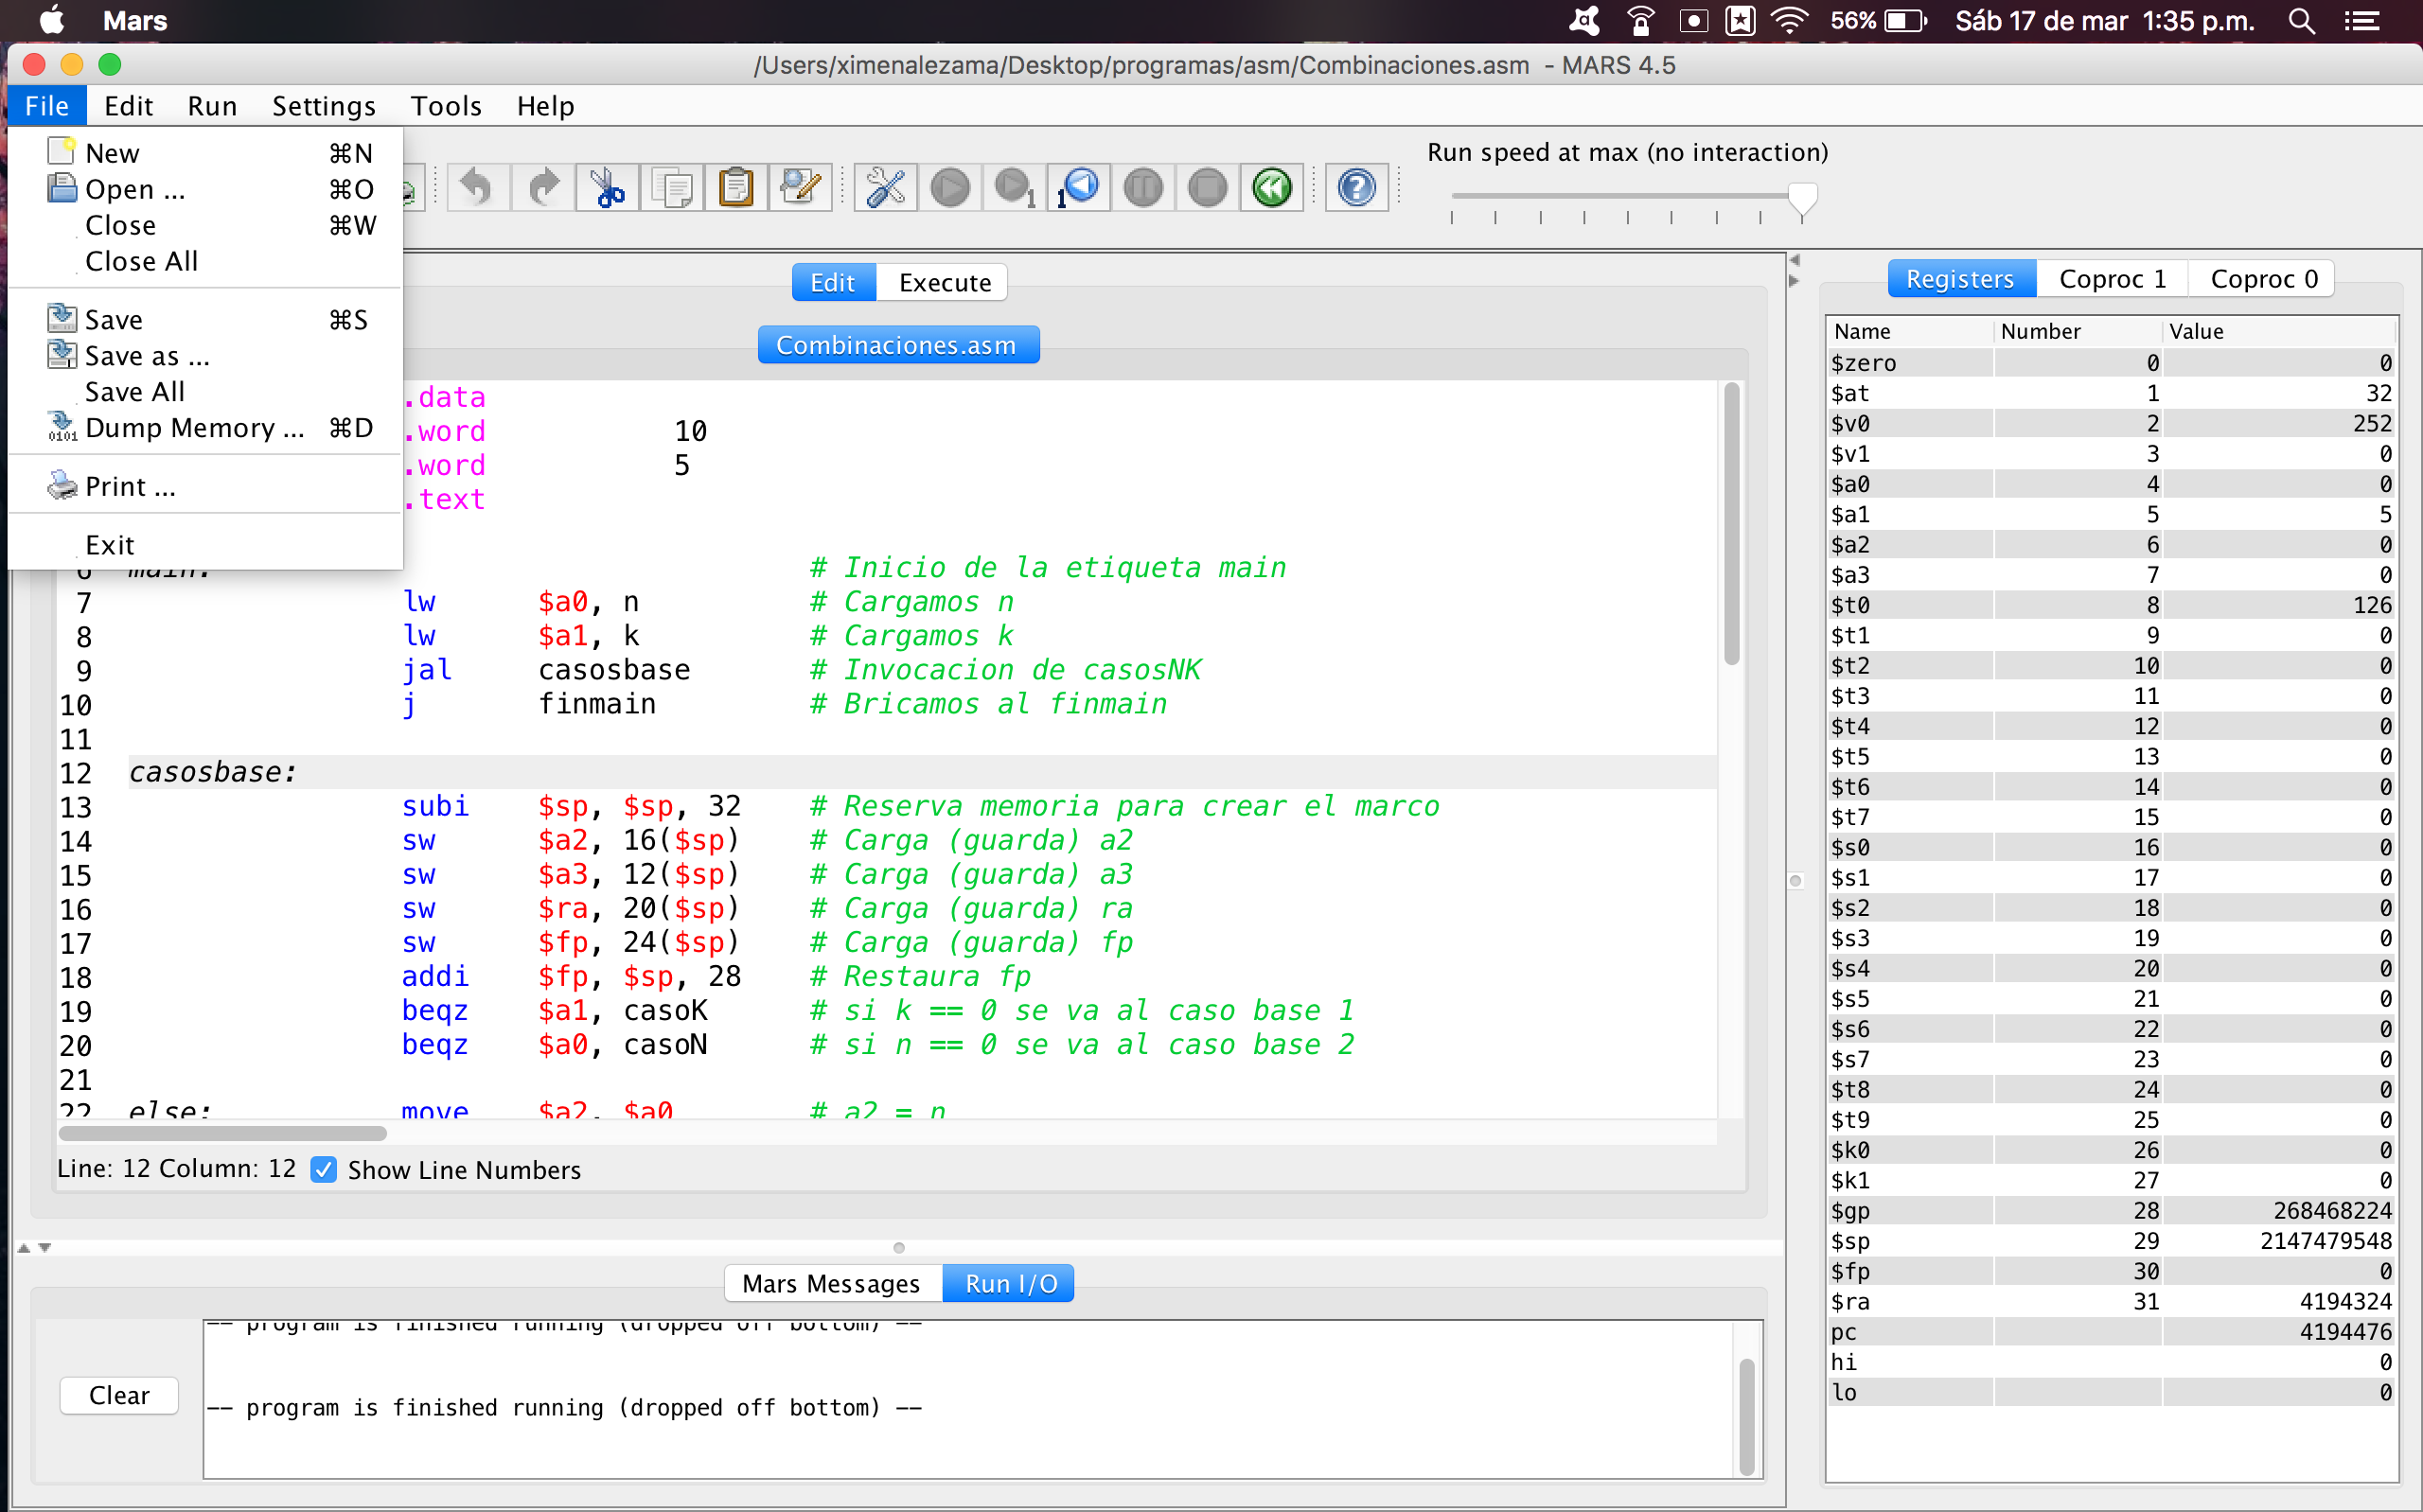 Mars 56% Sáb 17 de mar 1:35 p.m.
/Users/ximenalezama/Desktop/programas/asm/Combinaciones.asm - MARS 4.5
File Edit Run Settings Tools Help
New ⌘N
Open ... ⌘O
Close ⌘W
Close All
Save ⌘S
Save as ...
Save All
Dump Memory ... ⌘D
Print ...
Exit
Run speed at max (no interaction)
Edit Execute
Combinaciones.asm
.data
.word 10
.word 5
.text
6 main: # Inicio de la etiqueta main
7 lw $a0, n # Cargamos n
8 lw $a1, k # Cargamos k
9 jal casosbase # Invocacion de casosNK
10 j finmain # Bricamos al finmain
11
12 casosbase:
13 subi $sp, $sp, 32 # Reserva memoria para crear el marco
14 sw $a2, 16($sp) # Carga (guarda) a2
15 sw $a3, 12($sp) # Carga (guarda) a3
16 sw $ra, 20($sp) # Carga (guarda) ra
17 sw $fp, 24($sp) # Carga (guarda) fp
18 addi $fp, $sp, 28 # Restaura fp
19 beqz $a1, casoK # si k == 0 se va al caso base 1
20 beqz $a0, casoN # si n == 0 se va al caso base 2
21
22 else: move $a2, $a0 # a2 = n
Line: 12 Column: 12 Show Line Numbers
Mars Messages Run I/O
Clear
-- program is finished running (dropped off bottom) --
-- program is finished running (dropped off bottom) --
Registers Coproc 1 Coproc 0
Name Number Value
$zero 0 0
$at 1 32
$v0 2 252
$v1 3 0
$a0 4 0
$a1 5 5
$a2 6 0
$a3 7 0
$t0 8 126
$t1 9 0
$t2 10 0
$t3 11 0
$t4 12 0
$t5 13 0
$t6 14 0
$t7 15 0
$s0 16 0
$s1 17 0
$s2 18 0
$s3 19 0
$s4 20 0
$s5 21 0
$s6 22 0
$s7 23 0
$t8 24 0
$t9 25 0
$k0 26 0
$k1 27 0
$gp 28 268468224
$sp 29 2147479548
$fp 30 0
$ra 31 4194324
pc 4194476
hi 0
lo 0